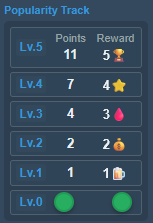 Popularity Track
Points Reward
Lv.5 11 5
Lv.4 7 4
Lv.3 4 3
Lv.2 2 2
Lv.1 1 1
Lv.0